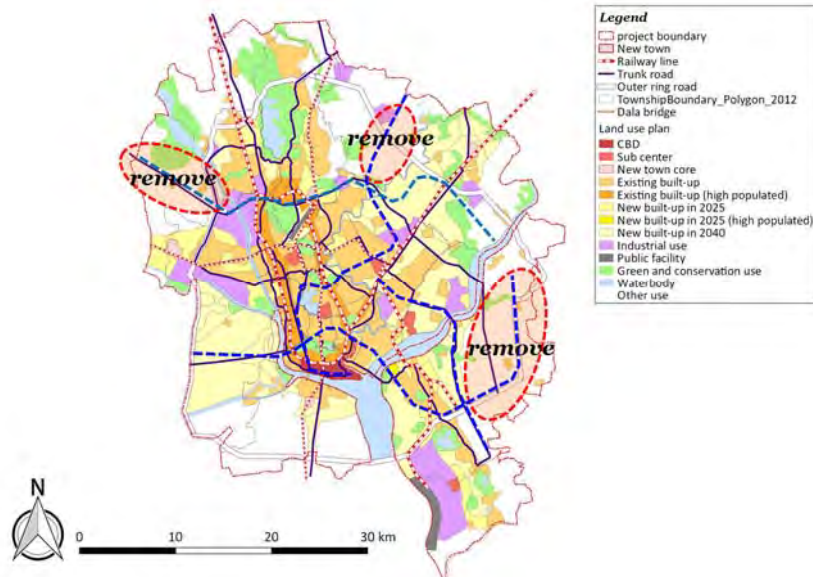 remove
remove
remove
N
0 10 20 30 km
Legend
project boundary
New town
Railway line
Trunk road
Outer ring road
TownshipBoundary_Polygon_2012
Dala bridge
Land use plan
CBD
Sub center
New town core
Existing built-up
Existing built-up (high populated)
New built-up in 2025
New built-up in 2025 (high populated)
New built-up in 2040
Industrial use
Public facility
Green and conservation use
Waterbody
Other use